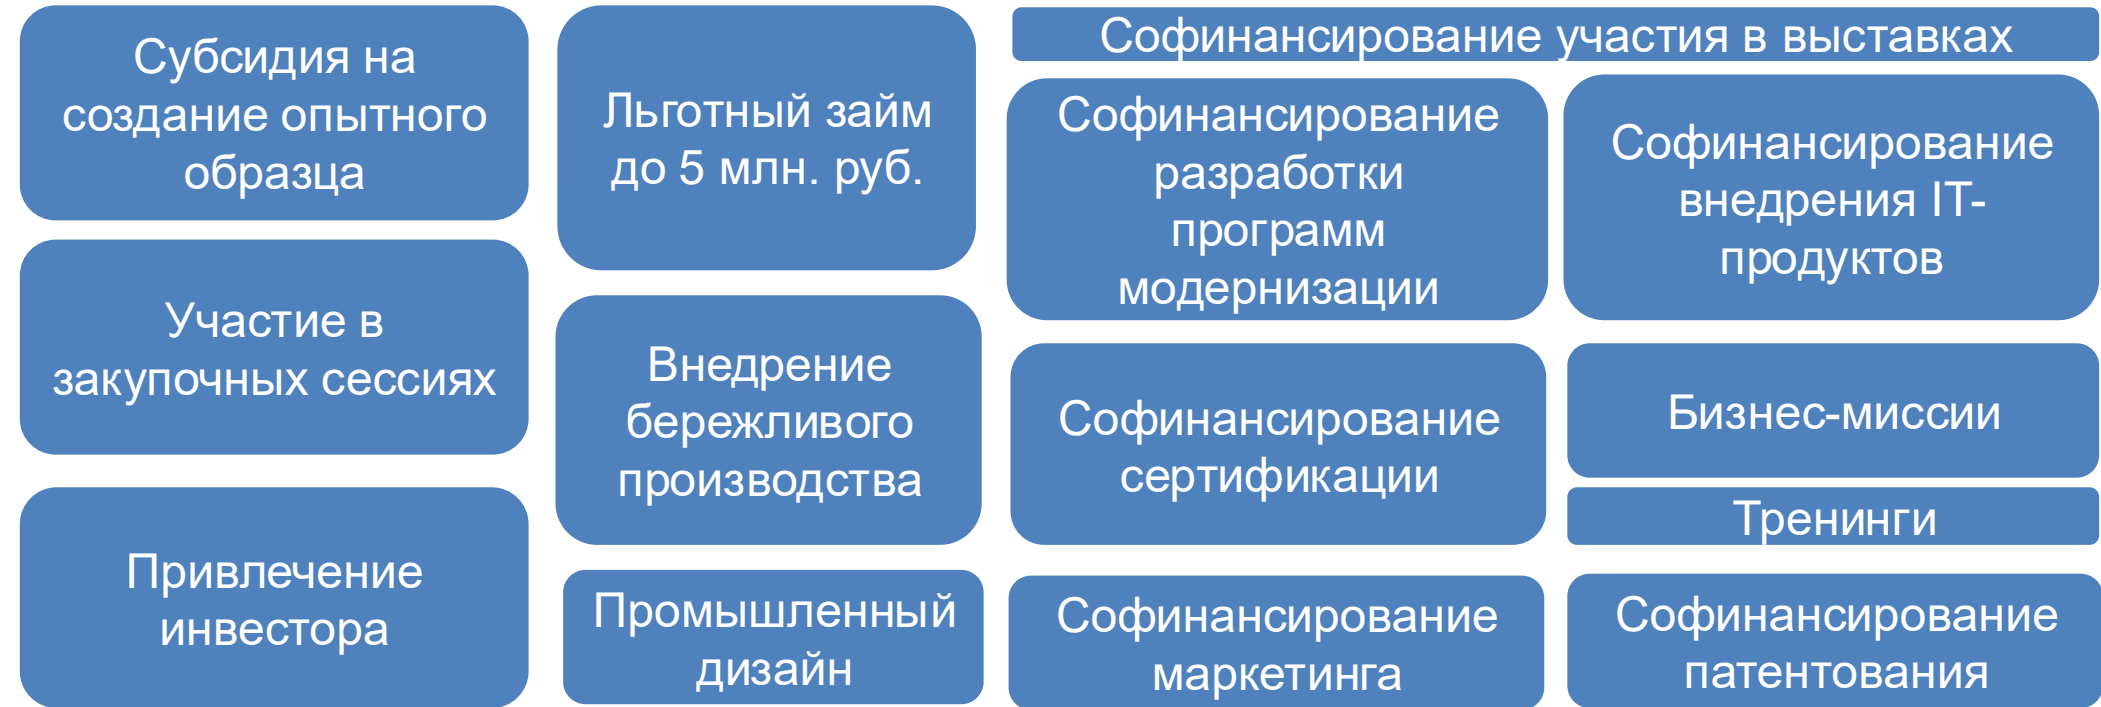 Субсидия на
создание опытного
образца
Участие в
закупочных сессиях
Привлечение
инвестора
Льготный займ
до 5 млн. руб.
Внедрение
бережливого
производства
Промышленный
дизайн
Софинансирование участия в выставках
Софинансирование
разработки
программ
модернизации
Софинансирование
сертификации
Софинансирование
маркетинга
Софинансирование
внедрения IT-
продуктов
Бизнес-миссии
Тренинги
Софинансирование
патентования